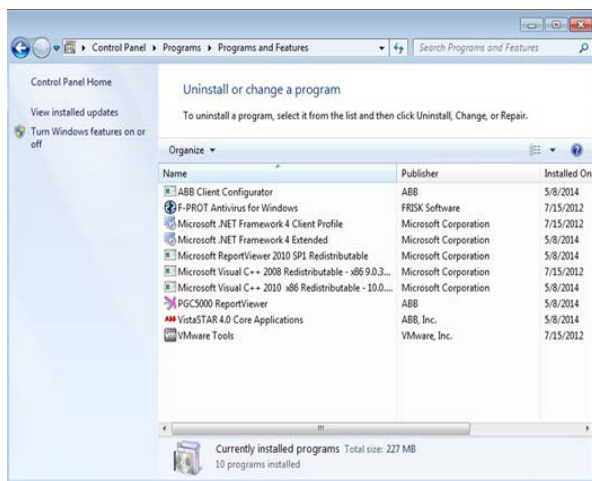 Control Panel ▸ Programs ▸ Programs and Features
Search Programs and Features
Control Panel Home
View installed updates
Turn Windows features on or
off
Uninstall or change a program
To uninstall a program, select it from the list and then click Uninstall, Change, or Repair.
Organize
Name Publisher Installed On
ABB Client Configurator ABB 5/8/2014
F-PROT Antivirus for Windows FRISK Software 7/15/2012
Microsoft .NET Framework 4 Client Profile Microsoft Corporation 7/15/2012
Microsoft .NET Framework 4 Extended Microsoft Corporation 5/8/2014
Microsoft ReportViewer 2010 SP1 Redistributable Microsoft Corporation 5/8/2014
Microsoft Visual C++ 2008 Redistributable - x86 9.0.3... Microsoft Corporation 7/15/2012
Microsoft Visual C++ 2010 x86 Redistributable - 10.0.... Microsoft Corporation 5/8/2014
PGC5000 ReportViewer ABB 5/8/2014
ABB VistaSTAR 4.0 Core Applications ABB, Inc. 5/8/2014
VMware Tools VMware, Inc. 7/15/2012
Currently installed programs Total size: 227 MB
10 programs installed